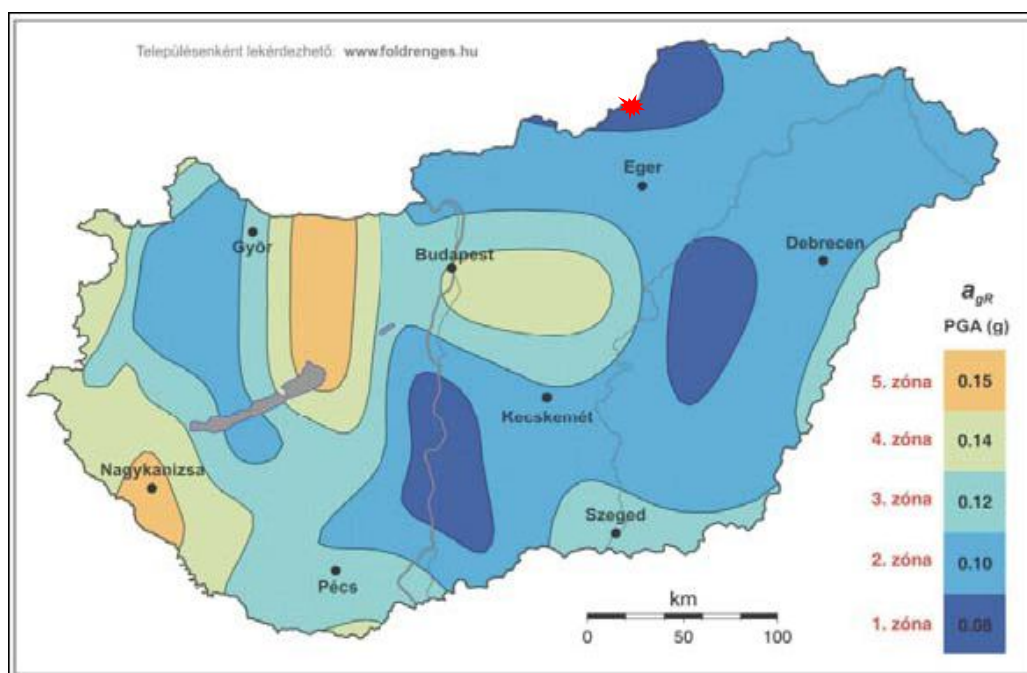 Településenként lekérdezhető: www.foldrenges.hu
Eger
Győr
Budapest
Debrecen
Kecskemét
Nagykanizsa
Szeged
Pécs
a_gR
PGA (g)
5. zóna 0.15
4. zóna 0.14
3. zóna 0.12
2. zóna 0.10
1. zóna 0.08
km
0 50 100